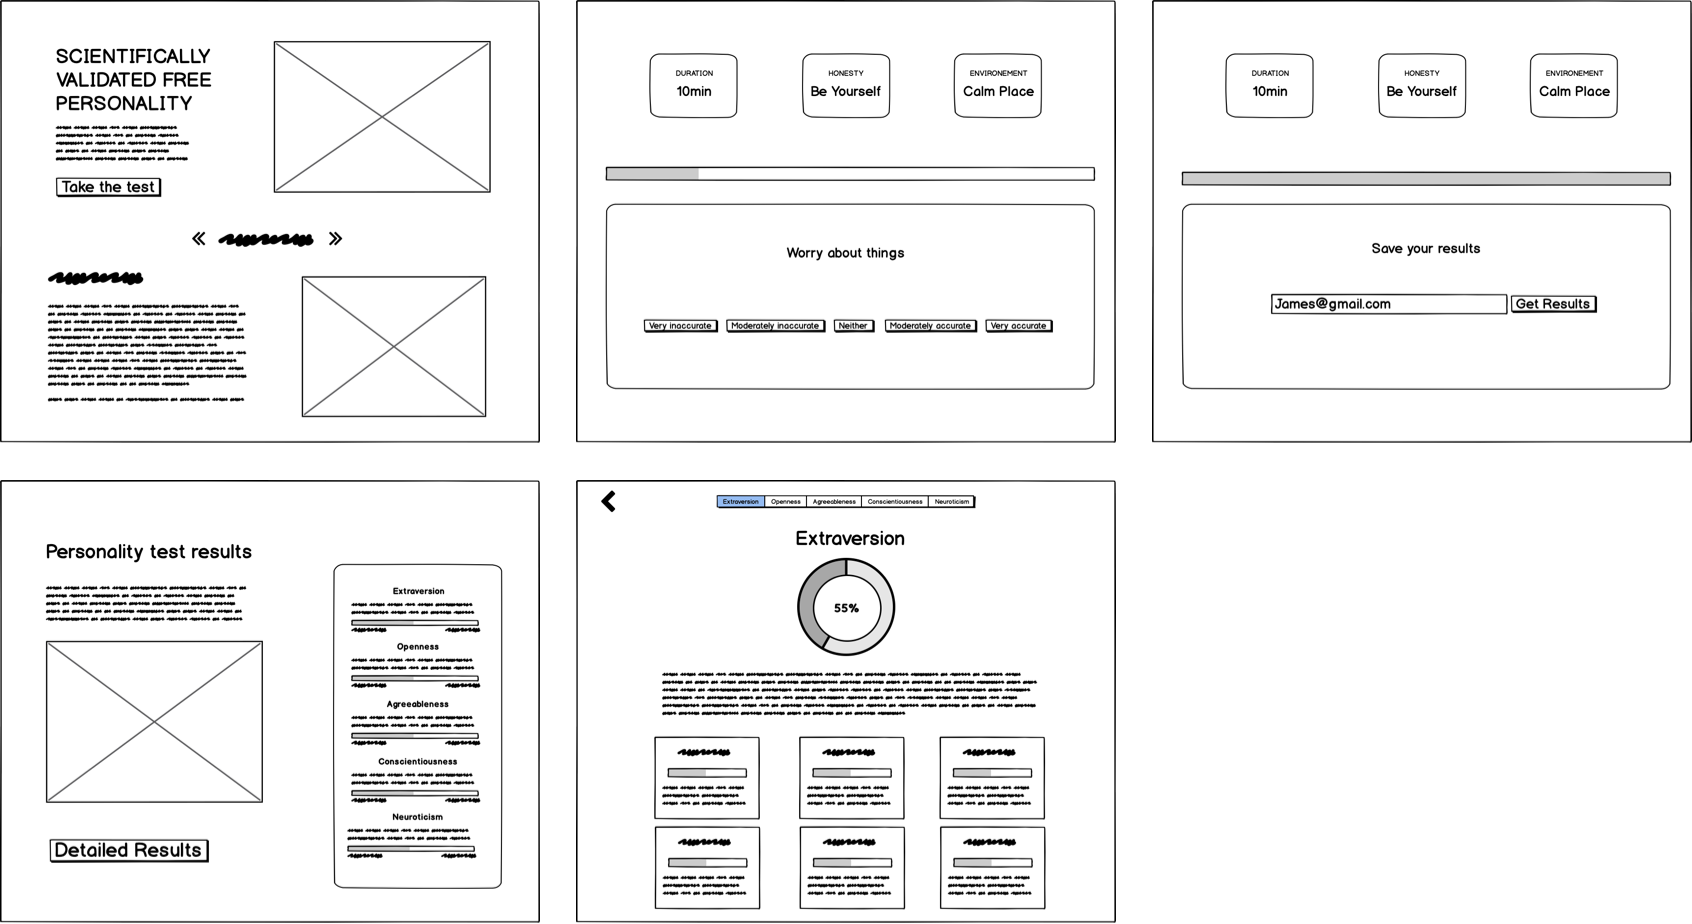 SCIENTIFICALLY
VALIDATED FREE
PERSONALITY
Take the test
DURATION
10min
HONESTY
Be Yourself
ENVIRONEMENT
Calm Place
Worry about things
Very inaccurate
Moderately inaccurate
Neither
Moderately accurate
Very accurate
DURATION
10min
HONESTY
Be Yourself
ENVIRONEMENT
Calm Place
Save your results
James@gmail.com
Get Results
Personality test results
Detailed Results
Extraversion
Openness
Agreeableness
Conscientiousness
Neuroticism
Extraversion
Openness
Agreeableness
Conscientiousness
Neuroticism
Extraversion
55%